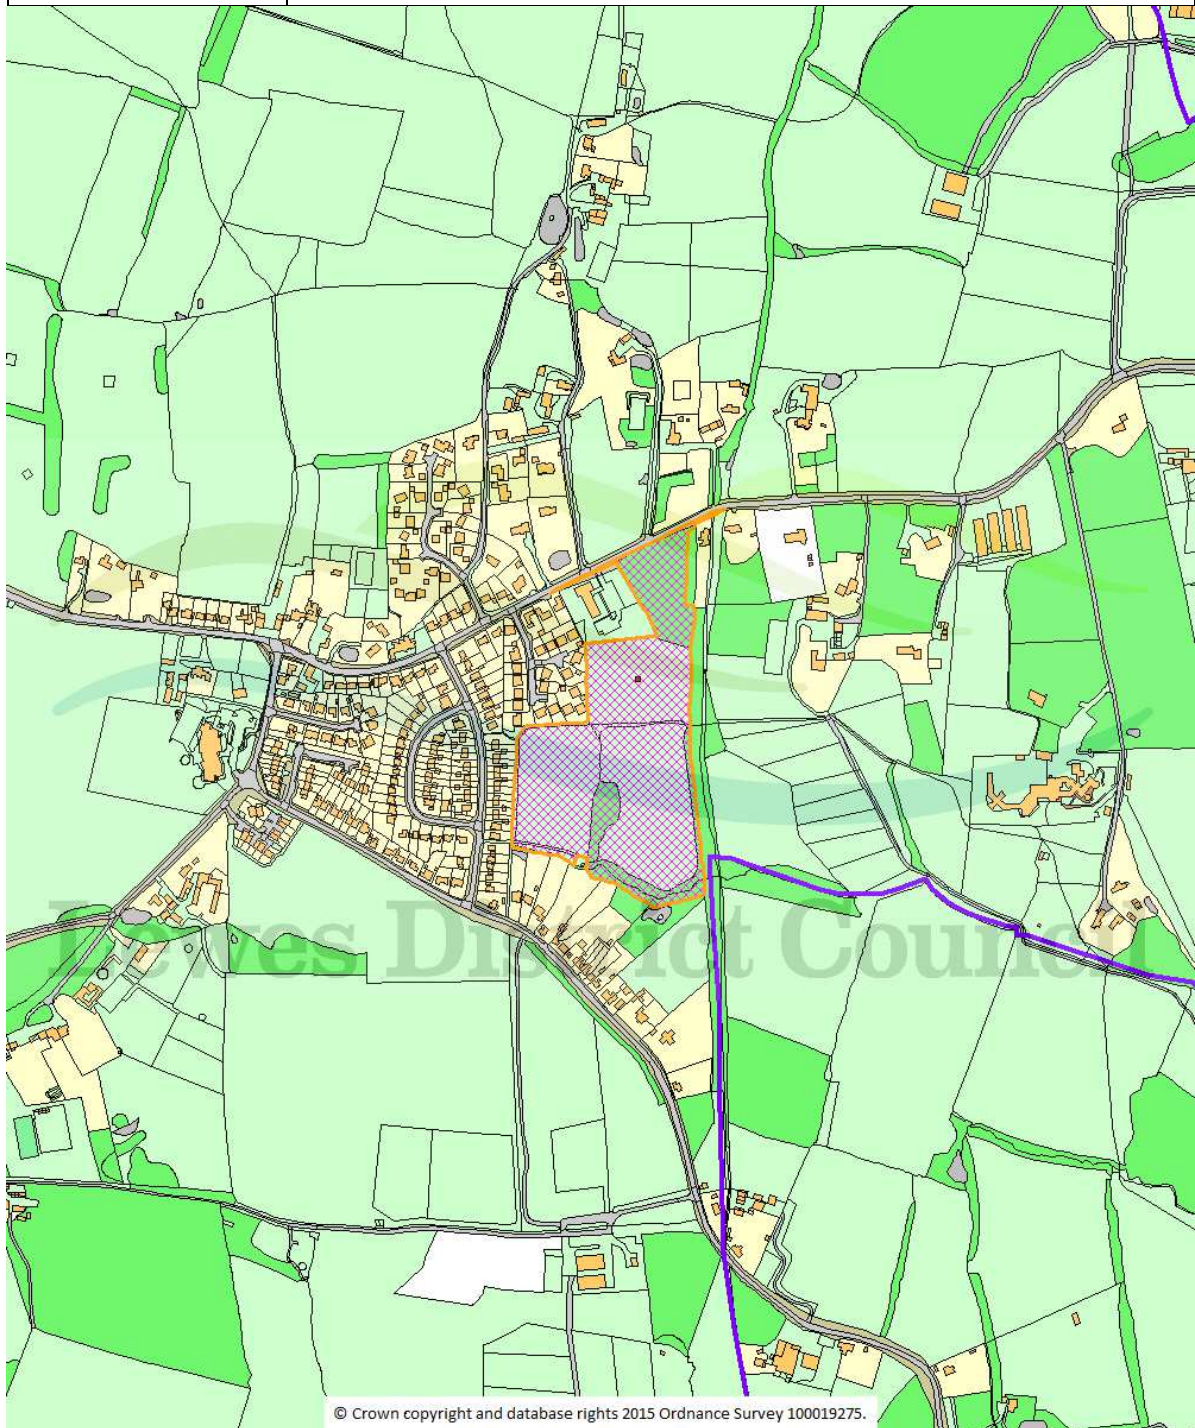 Lewes District Council
© Crown copyright and database rights 2015 Ordnance Survey 100019275.